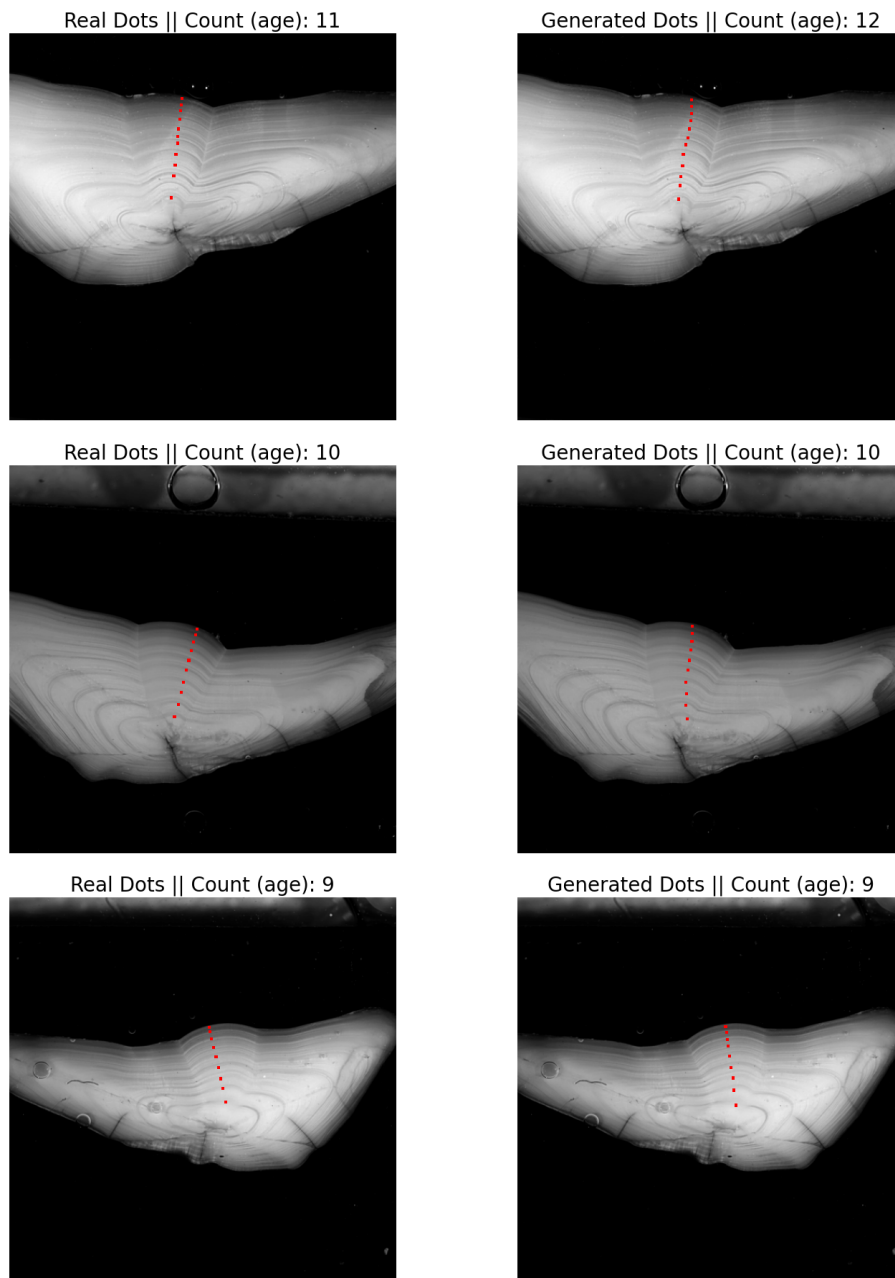 Real Dots || Count (age): 11
Generated Dots || Count (age): 12
Real Dots || Count (age): 10
Generated Dots || Count (age): 10
Real Dots || Count (age): 9
Generated Dots || Count (age): 9